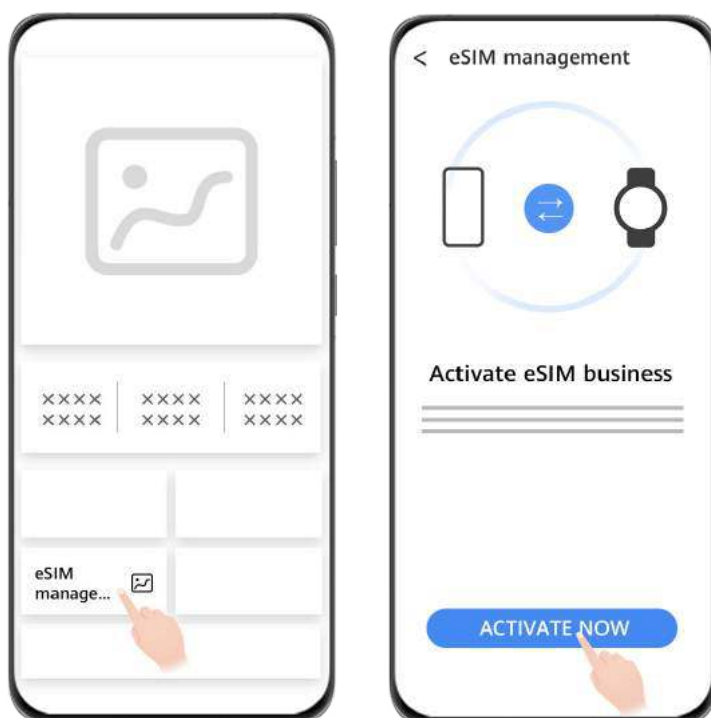 ××××
××××
××××
××××
××××
××××
eSIM
manage...
< eSIM management
Activate eSIM business
ACTIVATE NOW